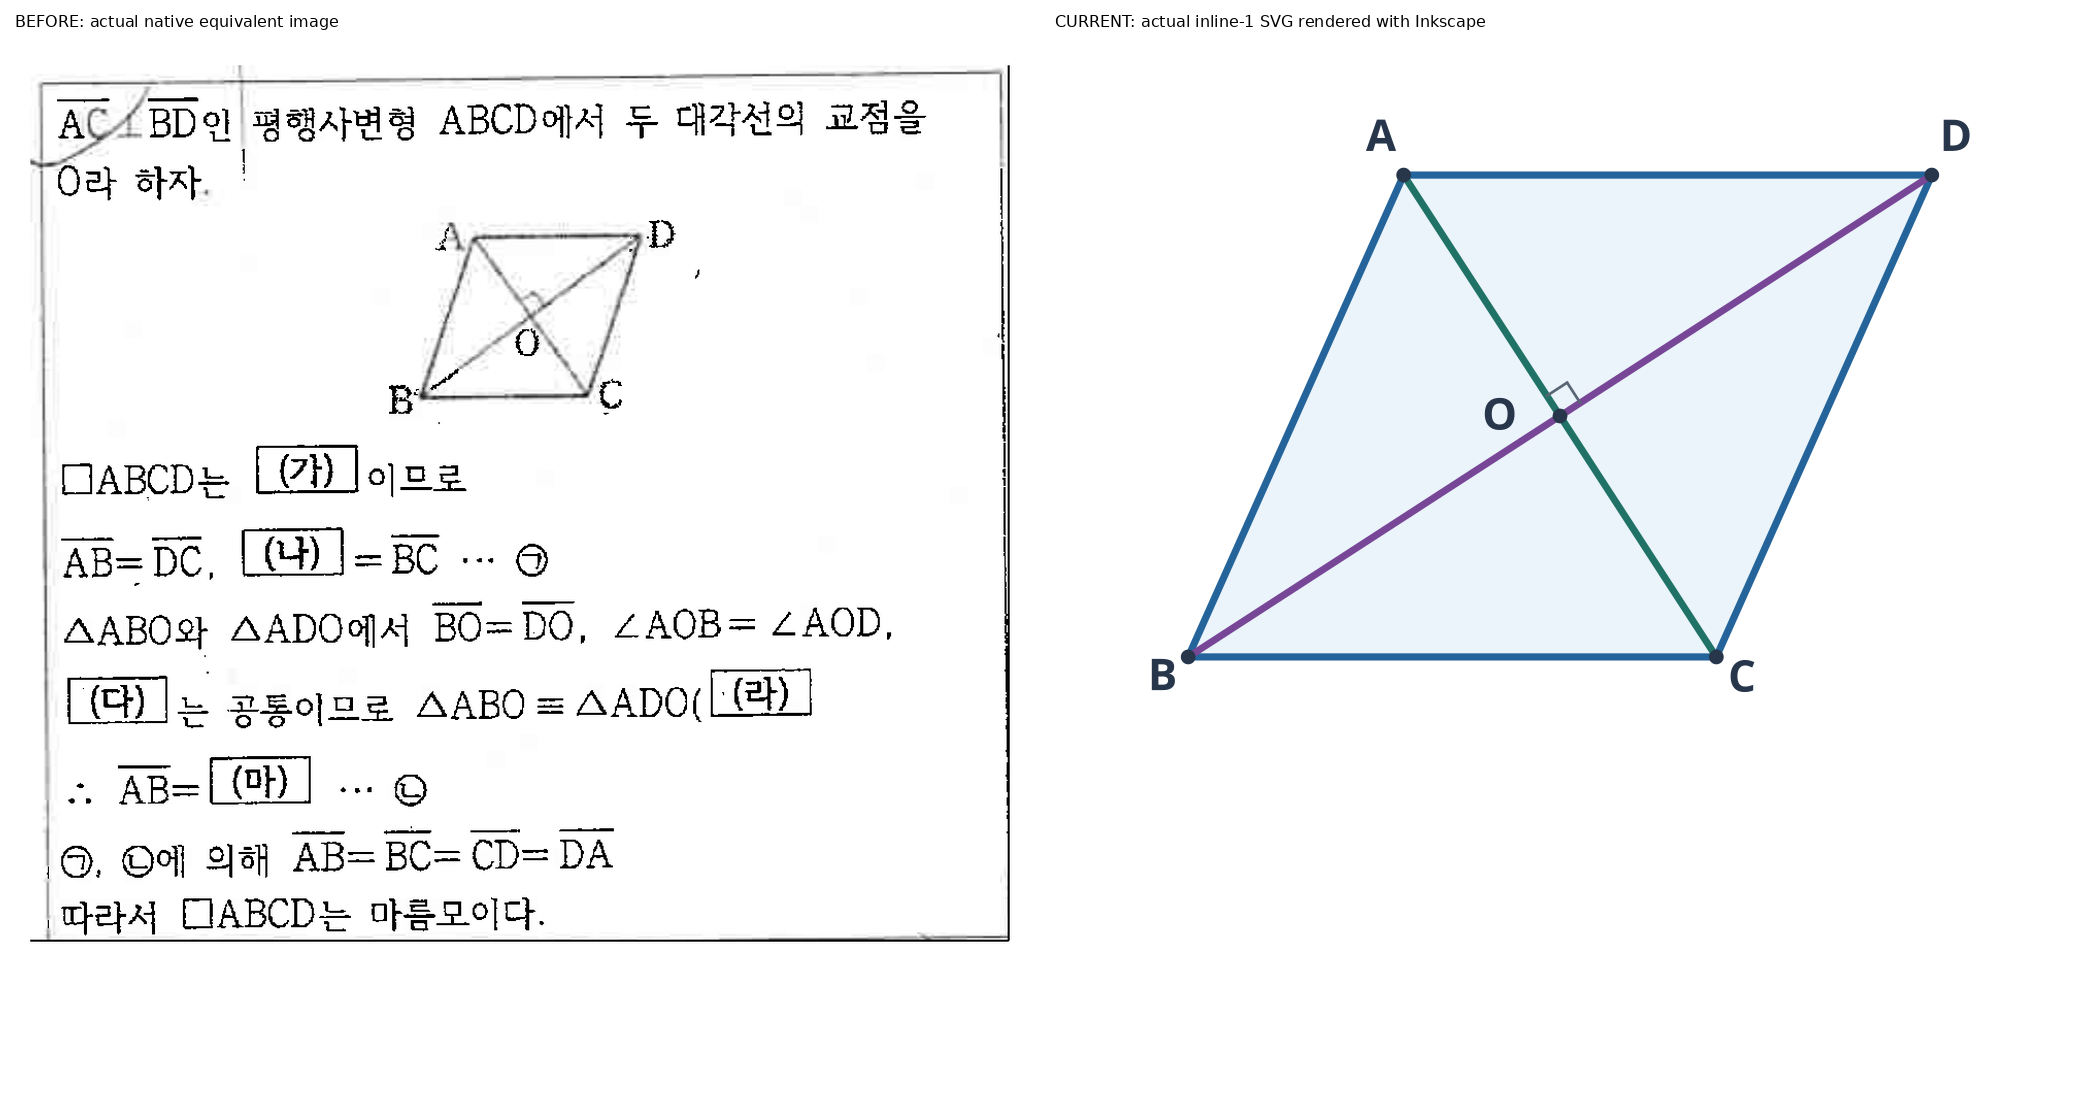 BEFORE: actual native equivalent image
AC⊥BD인 평행사변형 ABCD에서 두 대각선의 교점을
O라 하자.
A D
O
B C
□ABCD는 (가) 이므로
AB=DC, (나) =BC ⋯ ㉠
△ABO와 △ADO에서 BO=DO, ∠AOB=∠AOD,
(다) 는 공통이므로 △ABO≡△ADO( (라)
∴ AB= (마) ⋯ ㉡
㉠, ㉡에 의해 AB=BC=CD=DA
따라서 □ABCD는 마름모이다.
CURRENT: actual inline-1 SVG rendered with Inkscape
A D
O
B C